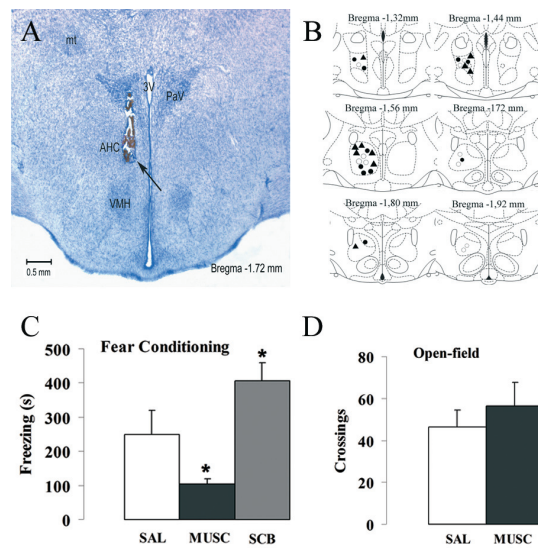 A
mt
3V
PaV
AHC
VMH
0.5 mm
Bregma -1.72 mm
B
Bregma -1,32mm
Bregma -1,44 mm
Bregma -1,56 mm
Bregma -172 mm
Bregma -1,80 mm
Bregma -1,92 mm
C
Fear Conditioning
Freezing (s)
500
400
300
200
100
0
*
*
SAL MUSC SCB
D
Open-field
Crossings
80
60
40
20
0
SAL MUSC